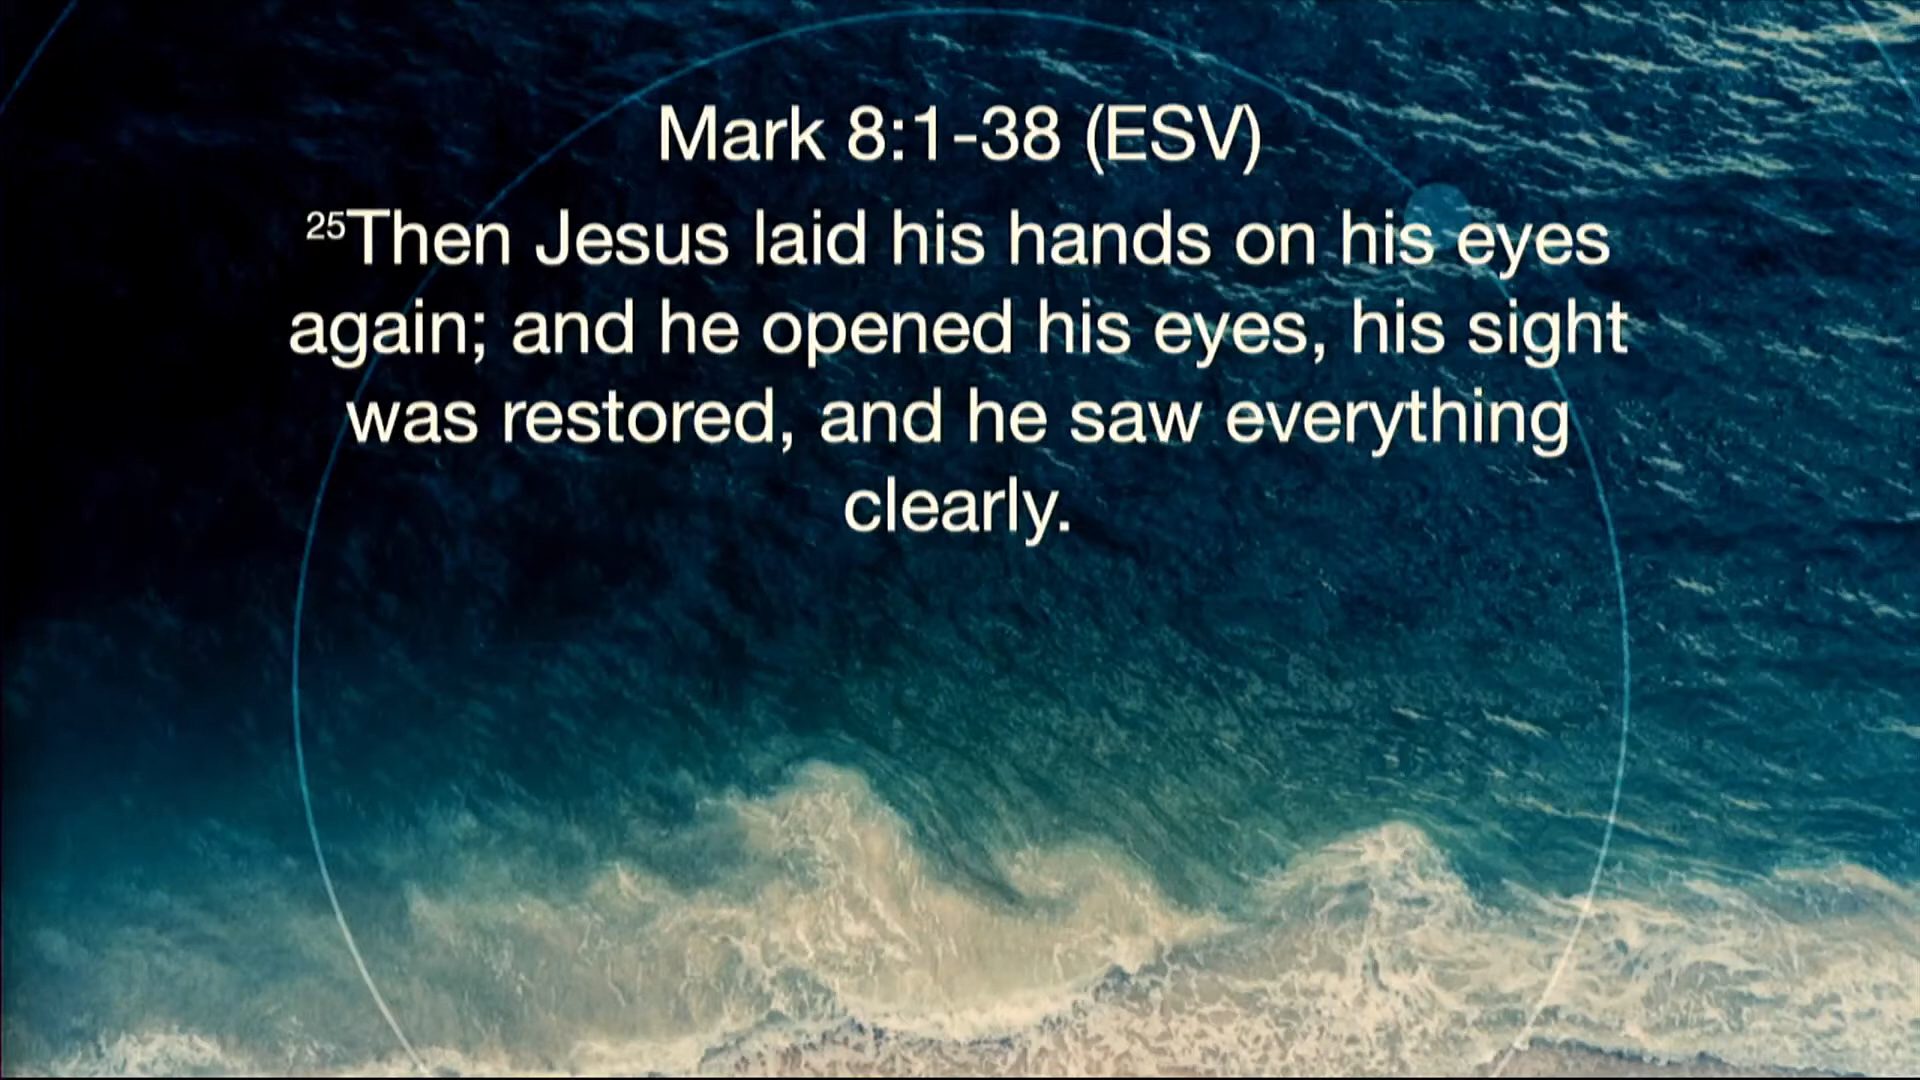 Mark 8:1-38 (ESV)
25Then Jesus laid his hands on his eyes
again; and he opened his eyes, his sight
was restored, and he saw everything
clearly.